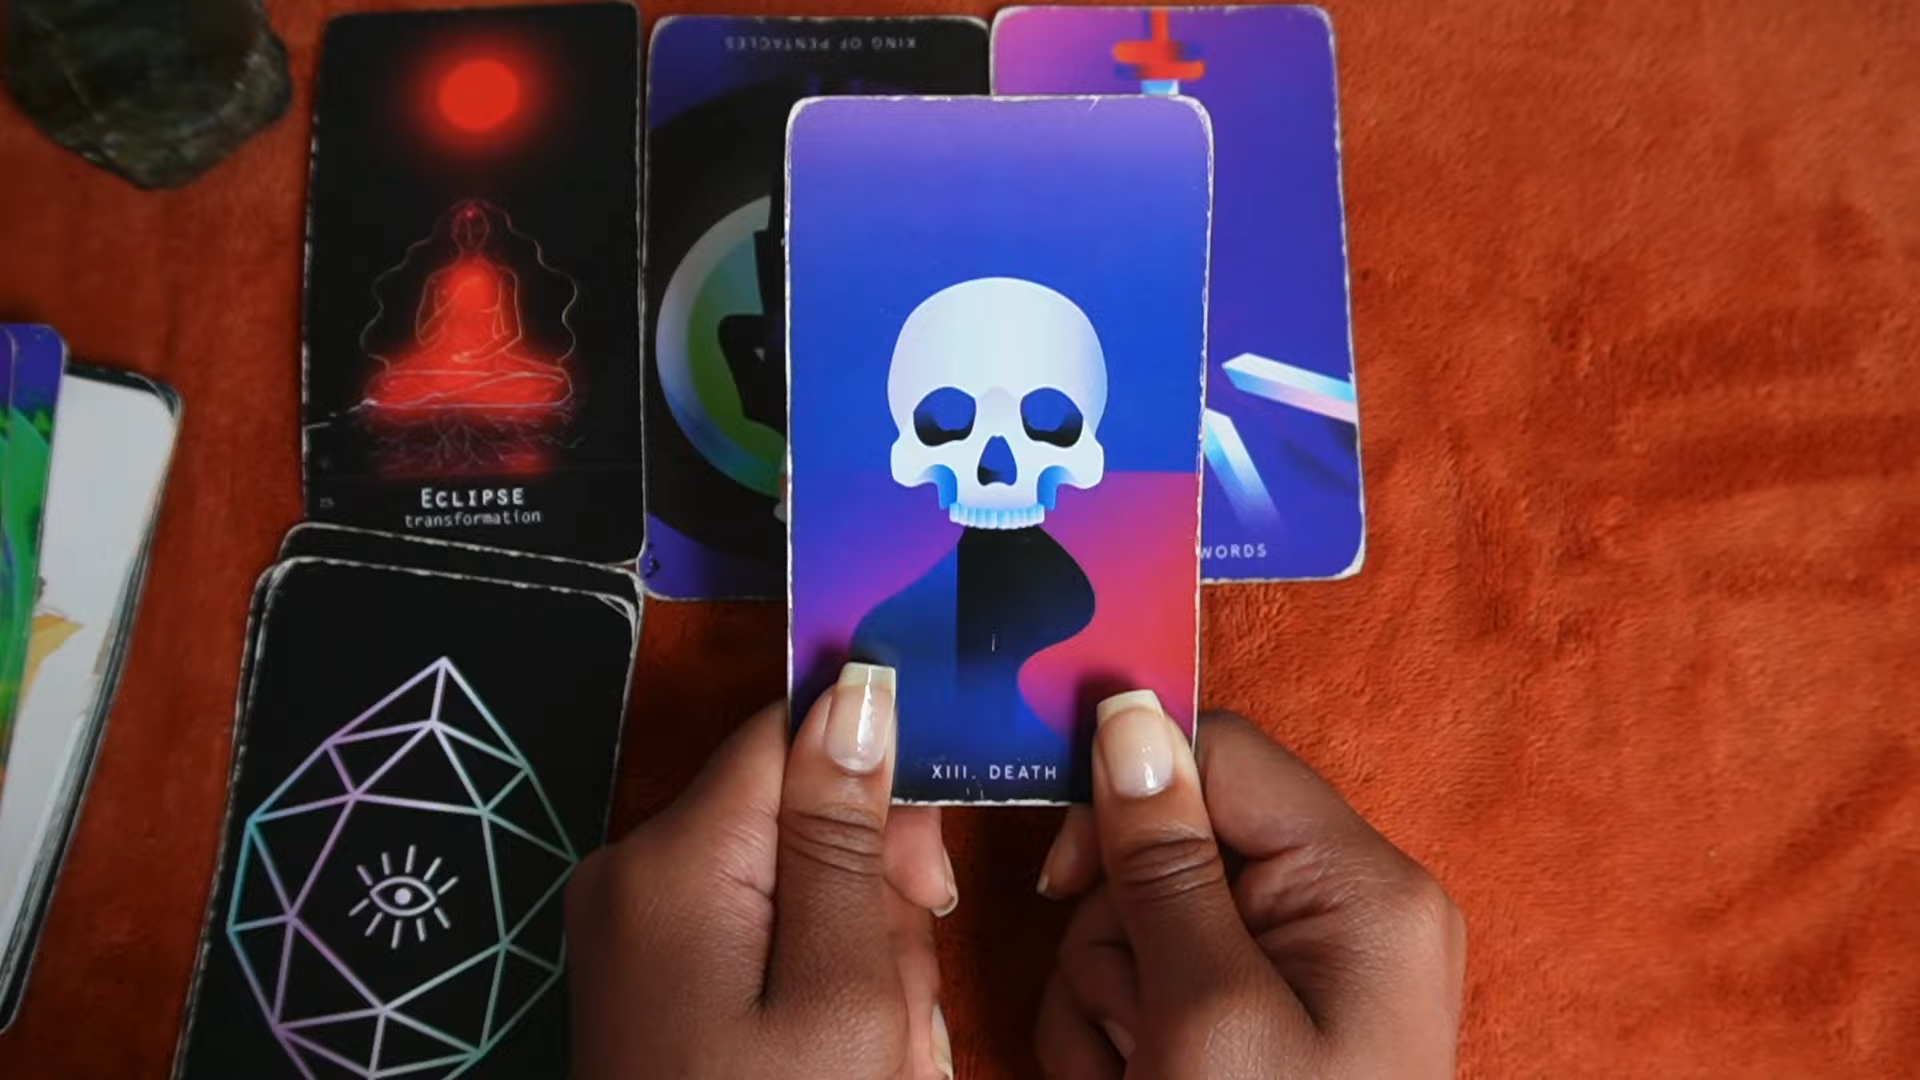 KING OF PENTACLES
ECLIPSE
transformation
WORDS
XIII. DEATH